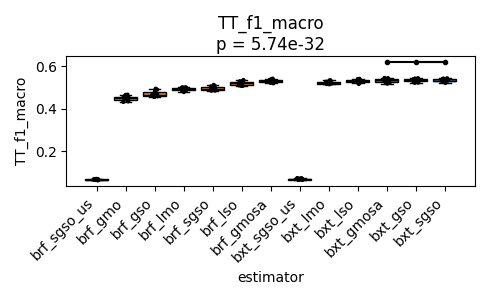 TT_f1_macro
p = 5.74e-32
TT_f1_macro
0.6
0.4
0.2
brf_sgso_us
brf_gmo
brf_gso
brf_lmo
brf_sgso
brf_lso
brf_gmosa
bxt_sgso_us
bxt_lmo
bxt_lso
bxt_gmosa
bxt_gso
bxt_sgso
estimator